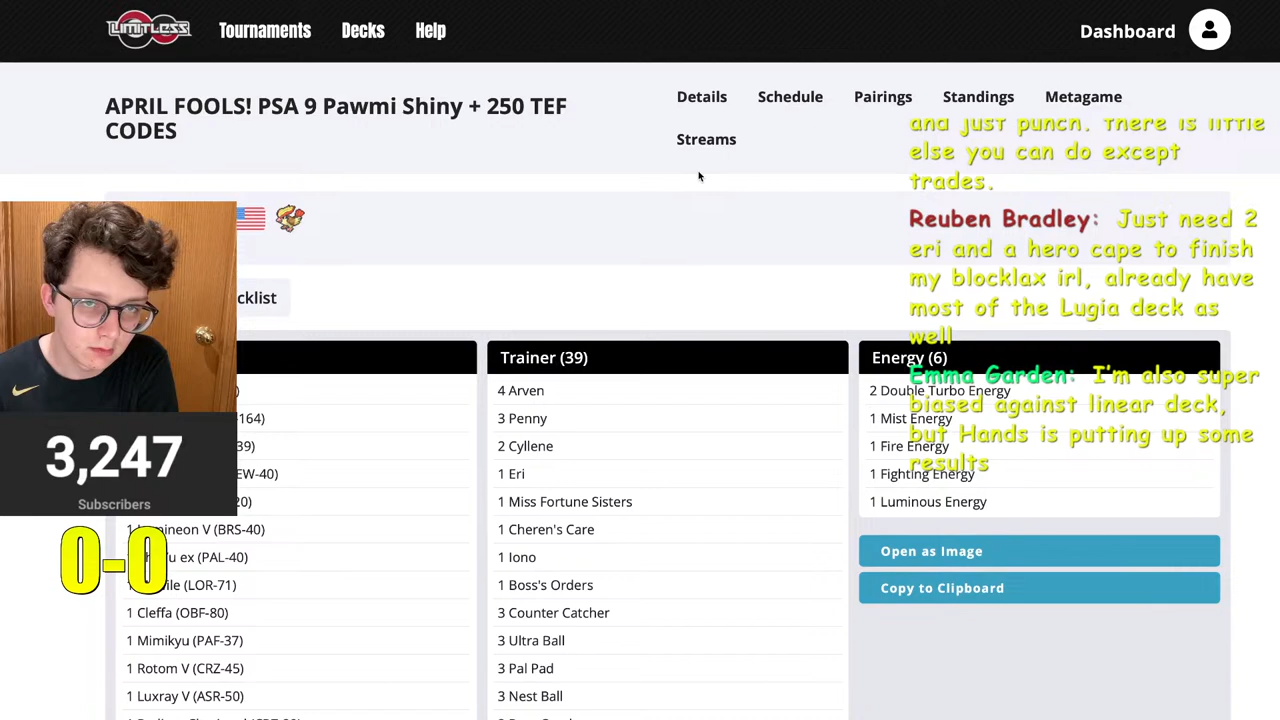 LIMITLESS
Tournaments Decks Help
Dashboard
APRIL FOOLS! PSA 9 Pawmi Shiny + 250 TEF
CODES
Details Schedule Pairings Standings Metagame
Streams
and just punch. There is little
else you can do except
trades.
Reuben Bradley: Just need 2
eri and a hero cape to finish
my blocklax irl, already have
most of the Lugia deck as
well
Emma Garden: I'm also super
biased against linear deck,
but Hands is putting up some
results
cklist
3,247
Subscribers
0-0
1 Lumineon V (BRS-40)
ex (PAL-40)
(LOR-71)
1 Cleffa (OBF-80)
1 Mimikyu (PAF-37)
1 Rotom V (CRZ-45)
1 Luxray V (ASR-50)
Trainer (39)
4 Arven
3 Penny
2 Cyllene
1 Eri
1 Miss Fortune Sisters
1 Cheren's Care
1 Iono
1 Boss's Orders
3 Counter Catcher
3 Ultra Ball
3 Pal Pad
3 Nest Ball
Energy (6)
2 Double Turbo Energy
1 Mist Energy
1 Fire Energy
1 Fighting Energy
1 Luminous Energy
Open as Image
Copy to Clipboard